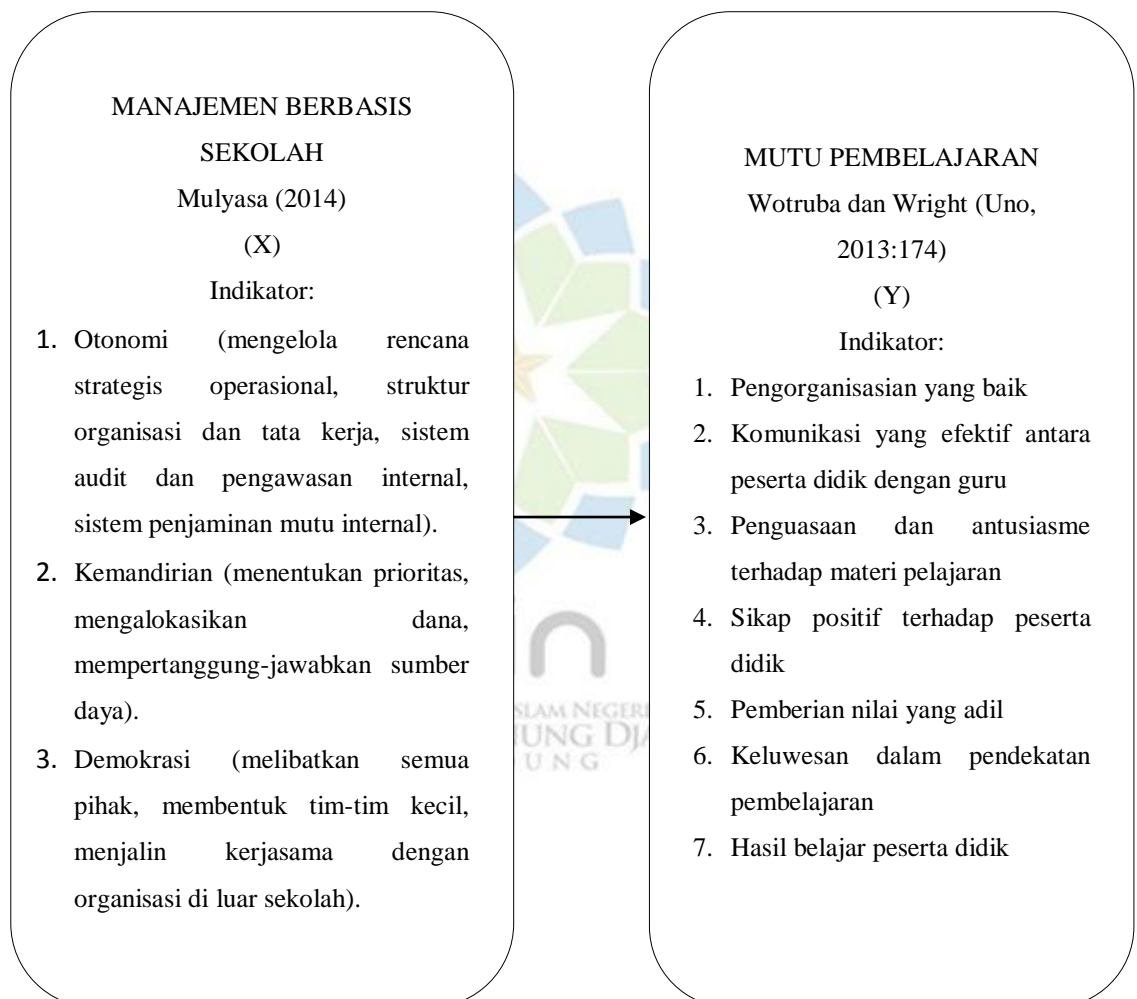 MANAJEMEN BERBASIS
SEKOLAH
Mulyasa (2014)
(X)
Indikator:
1. Otonomi (mengelola rencana
strategis operasional, struktur
organisasi dan tata kerja, sistem
audit dan pengawasan internal,
sistem penjaminan mutu internal).
2. Kemandirian (menentukan prioritas,
mengalokasikan dana,
mempertanggung-jawabkan sumber
daya).
3. Demokrasi (melibatkan semua
pihak, membentuk tim-tim kecil,
menjalin kerjasama dengan
organisasi di luar sekolah).
MUTU PEMBELAJARAN
Wotruba dan Wright (Uno,
2013:174)
(Y)
Indikator:
1. Pengorganisasian yang baik
2. Komunikasi yang efektif antara
peserta didik dengan guru
3. Penguasaan dan antusiasme
terhadap materi pelajaran
4. Sikap positif terhadap peserta
didik
5. Pemberian nilai yang adil
6. Keluwesan dalam pendekatan
pembelajaran
7. Hasil belajar peserta didik
SLAM NEGERI
UNG DJA
UNG